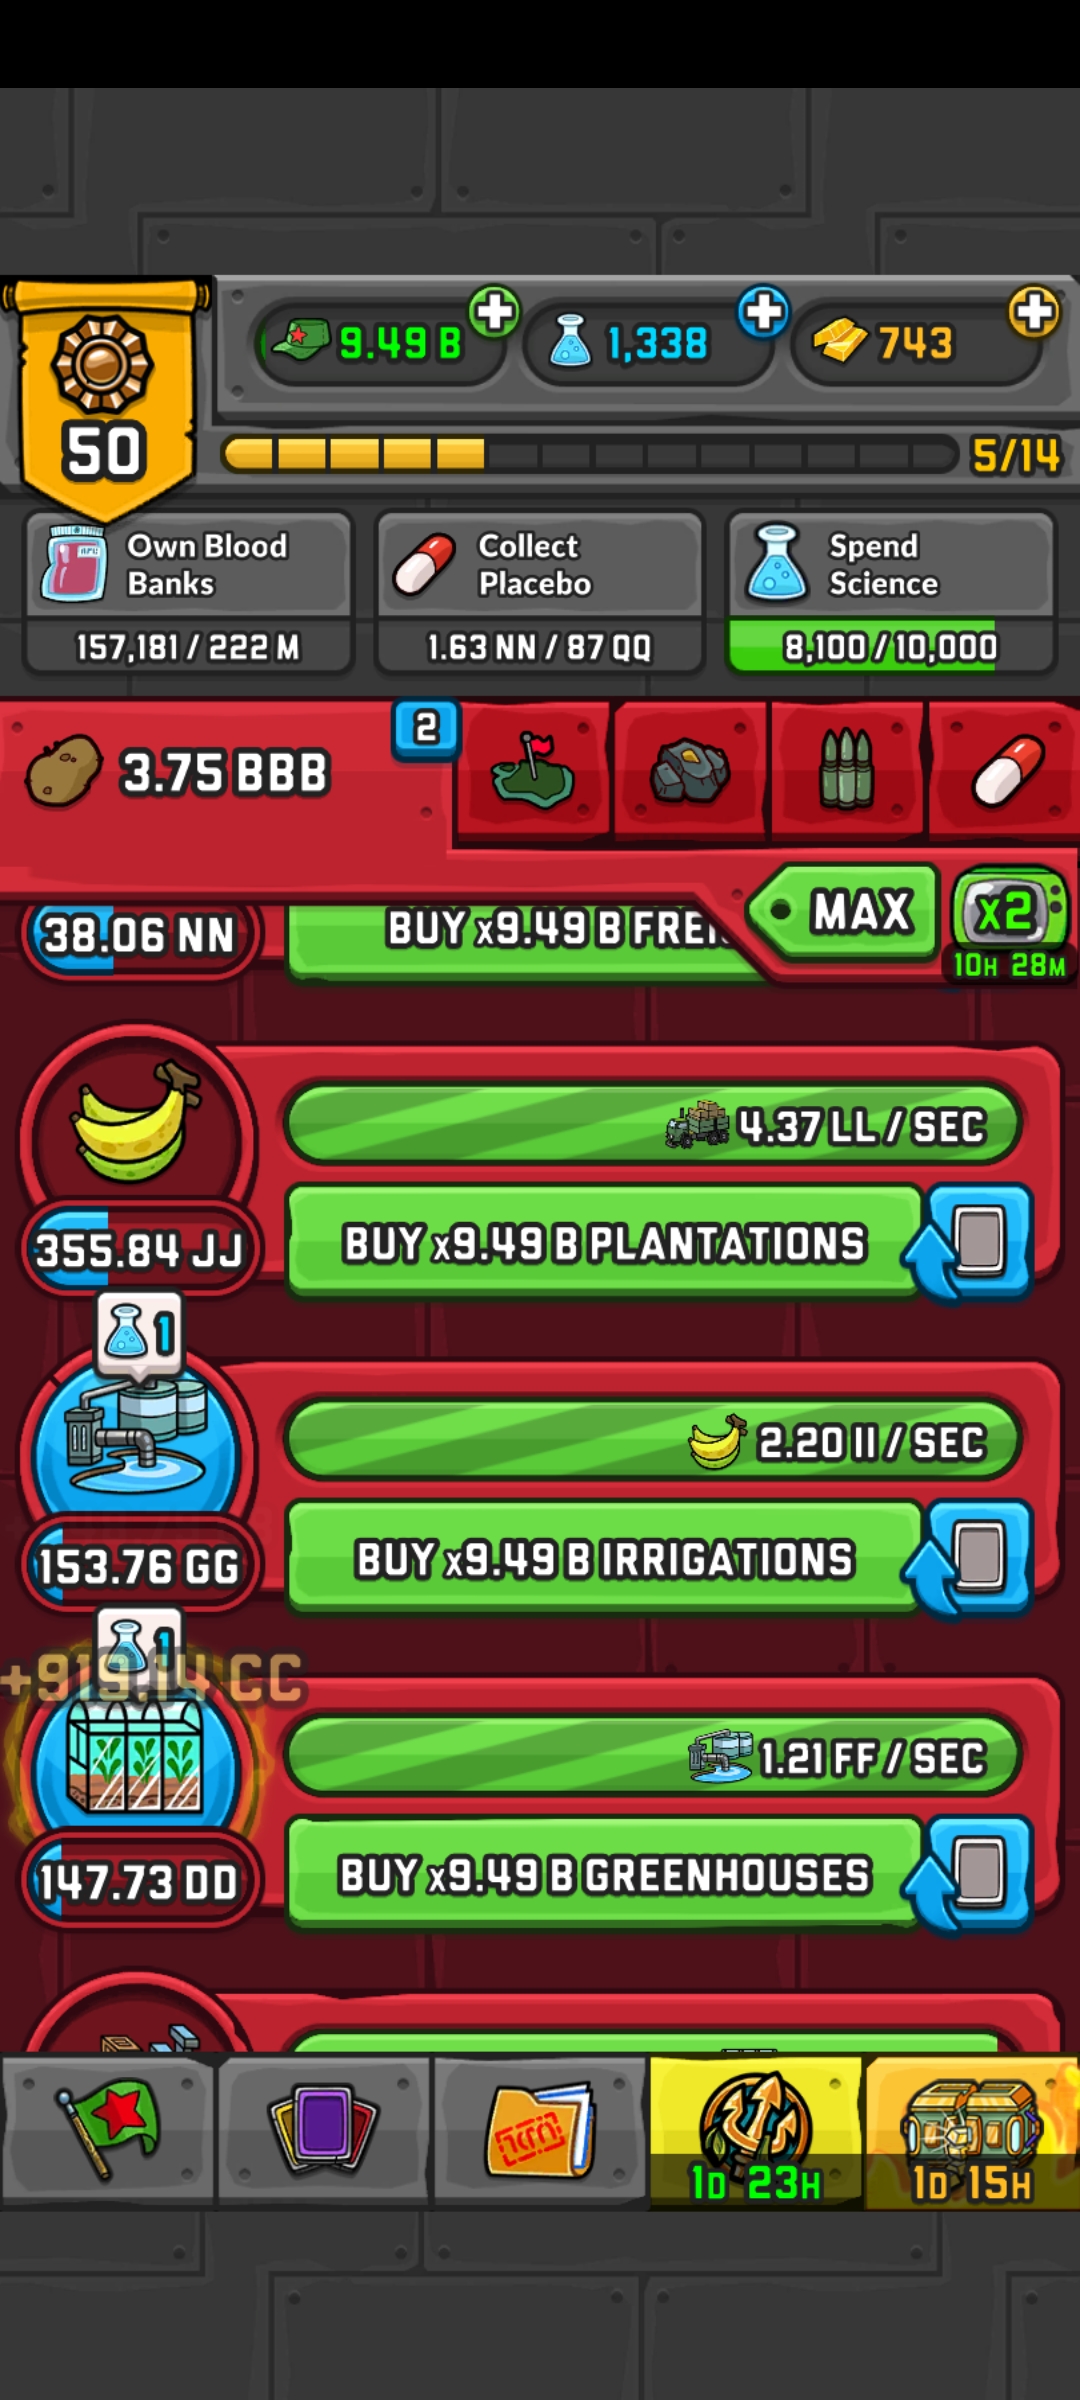 9.49 B
1,338
743
50
5/14
Own Blood
Banks
157,181 / 222 M
Collect
Placebo
1.63 NN / 87 QQ
Spend
Science
8,100 / 10,000
3.75 BBB
2
MAX
x2
10H 28M
38.06 NN
BUY x9.49 B
4.37 LL / SEC
355.84 JJ
BUY x9.49 B PLANTATIONS
1
2.20 II / SEC
153.76 GG
BUY x9.49 B IRRIGATIONS
1
+919.14 CC
1.21 FF / SEC
147.73 DD
BUY x9.49 B GREENHOUSES
1D 23H
1D 15H